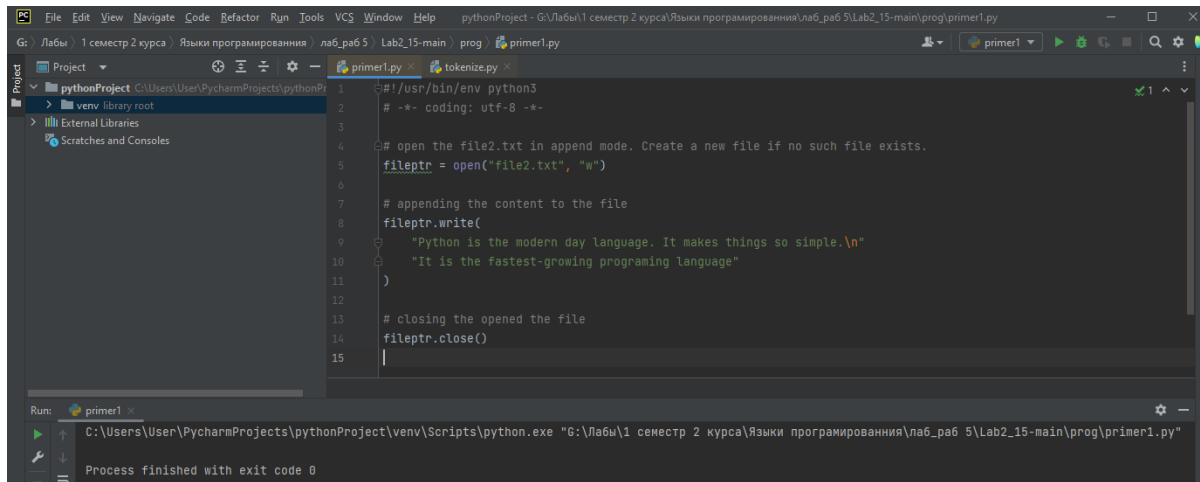 PC File Edit View Navigate Code Refactor Run Tools VCS Window Help pythonProject - G:\Лабы\1 семестр 2 курса\Языки програмированния\лаб_раб 5\Lab2_15-main\prog\primer1.py
G: Лабы 1 семестр 2 курса Языки програмированния лаб_раб 5 Lab2_15-main prog primer1.py primer1
Project Project primer1.py tokenize.py
pythonProject C:\Users\User\PycharmProjects\pythonPr
venv library root
External Libraries
Scratches and Consoles
1 #!/usr/bin/env python3
2 # -*- coding: utf-8 -*-
3
4 # open the file2.txt in append mode. Create a new file if no such file exists.
5 fileptr = open("file2.txt", "w")
6
7 # appending the content to the file
8 fileptr.write(
9 "Python is the modern day language. It makes things so simple.\n"
10 "It is the fastest-growing programing language"
11 )
12
13 # closing the opened the file
14 fileptr.close()
15
1
Run: primer1
C:\Users\User\PycharmProjects\pythonProject\venv\Scripts\python.exe "G:\Лабы\1 семестр 2 курса\Языки програмированния\лаб_раб 5\Lab2_15-main\prog\primer1.py"
Process finished with exit code 0